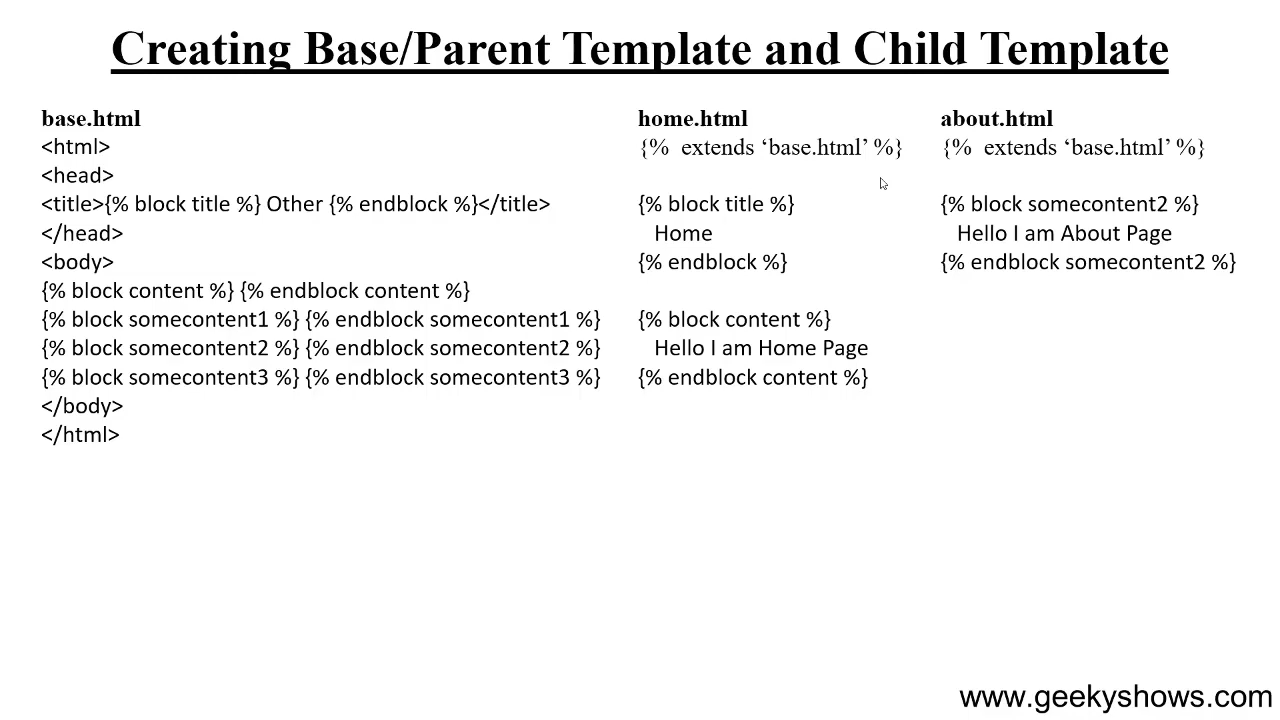 Creating Base/Parent Template and Child Template
base.html
<html>
<head>
<title>{% block title %} Other {% endblock %}</title>
</head>
<body>
{% block content %} {% endblock content %}
{% block somecontent1 %} {% endblock somecontent1 %}
{% block somecontent2 %} {% endblock somecontent2 %}
{% block somecontent3 %} {% endblock somecontent3 %}
</body>
</html>
home.html
{% extends ‘base.html’ %}
{% block title %}
Home
{% endblock %}
{% block content %}
Hello I am Home Page
{% endblock content %}
about.html
{% extends ‘base.html’ %}
{% block somecontent2 %}
Hello I am About Page
{% endblock somecontent2 %}
www.geekyshows.com